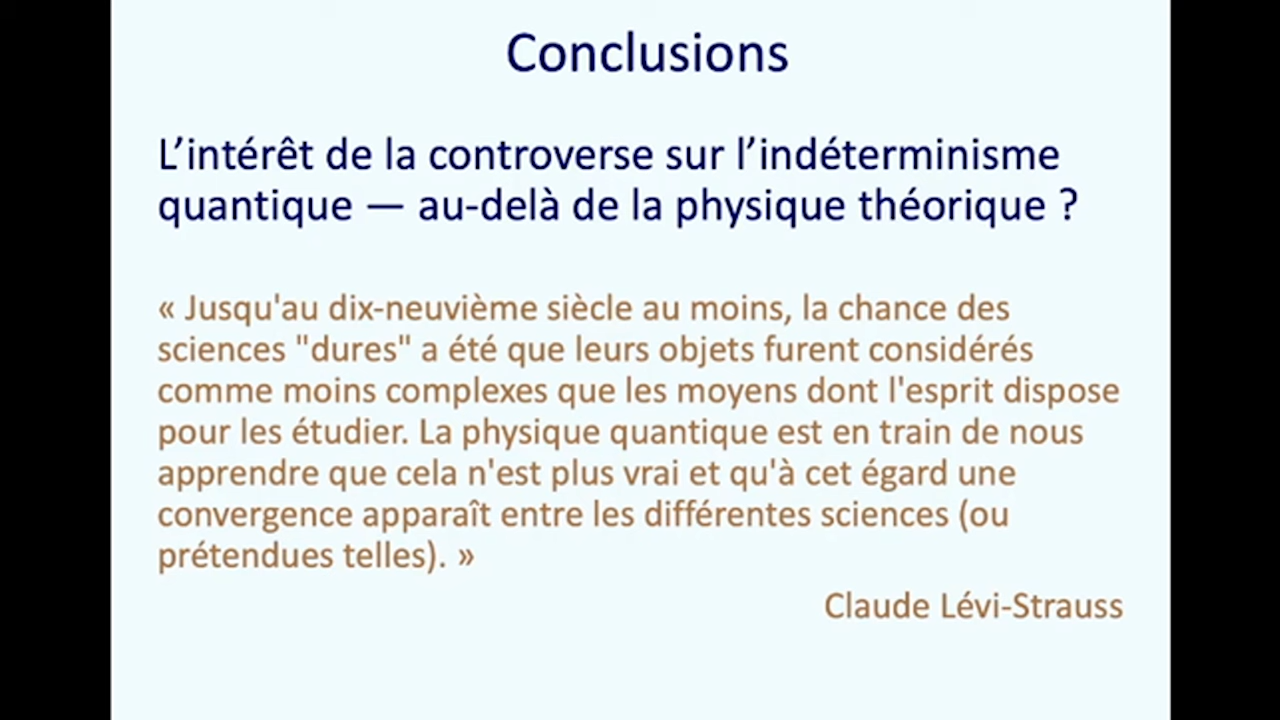 Conclusions
L’intérêt de la controverse sur l’indéterminisme
quantique — au-delà de la physique théorique ?
« Jusqu'au dix-neuvième siècle au moins, la chance des
sciences "dures" a été que leurs objets furent considérés
comme moins complexes que les moyens dont l'esprit dispose
pour les étudier. La physique quantique est en train de nous
apprendre que cela n'est plus vrai et qu'à cet égard une
convergence apparaît entre les différentes sciences (ou
prétendues telles). »
Claude Lévi-Strauss